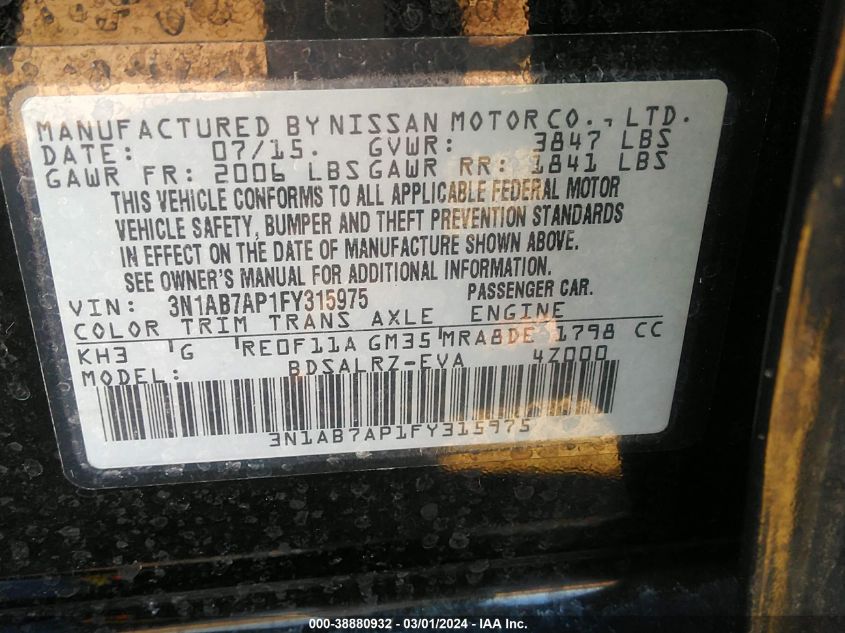 MANUFACTURED BY NISSAN MOTOR CO., LTD.
DATE: 07/15. GVWR: 3847 LBS
GAWR FR: 2006 LBS GAWR RR: 1841 LBS
THIS VEHICLE CONFORMS TO ALL APPLICABLE FEDERAL MOTOR
VEHICLE SAFETY, BUMPER AND THEFT PREVENTION STANDARDS
IN EFFECT ON THE DATE OF MANUFACTURE SHOWN ABOVE.
SEE OWNER'S MANUAL FOR ADDITIONAL INFORMATION.
VIN: 3N1AB7AP1FY315975 PASSENGER CAR.
COLOR TRIM TRANS AXLE ENGINE
KH3 G RE0F11A GM35 MRA8DE 1798 CC
MODEL: BDSALRZ-EVA 4Z000
3N1AB7AP1FY315975
000-38880932 - 03/01/2024 - IAA Inc.